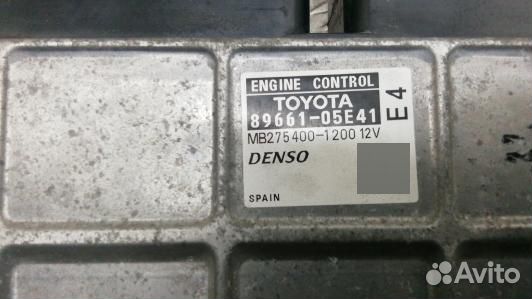 ENGINE CONTROL
TOYOTA
89661-05E41
E4
MB275400-1200 12V
DENSO
SPAIN
Avito